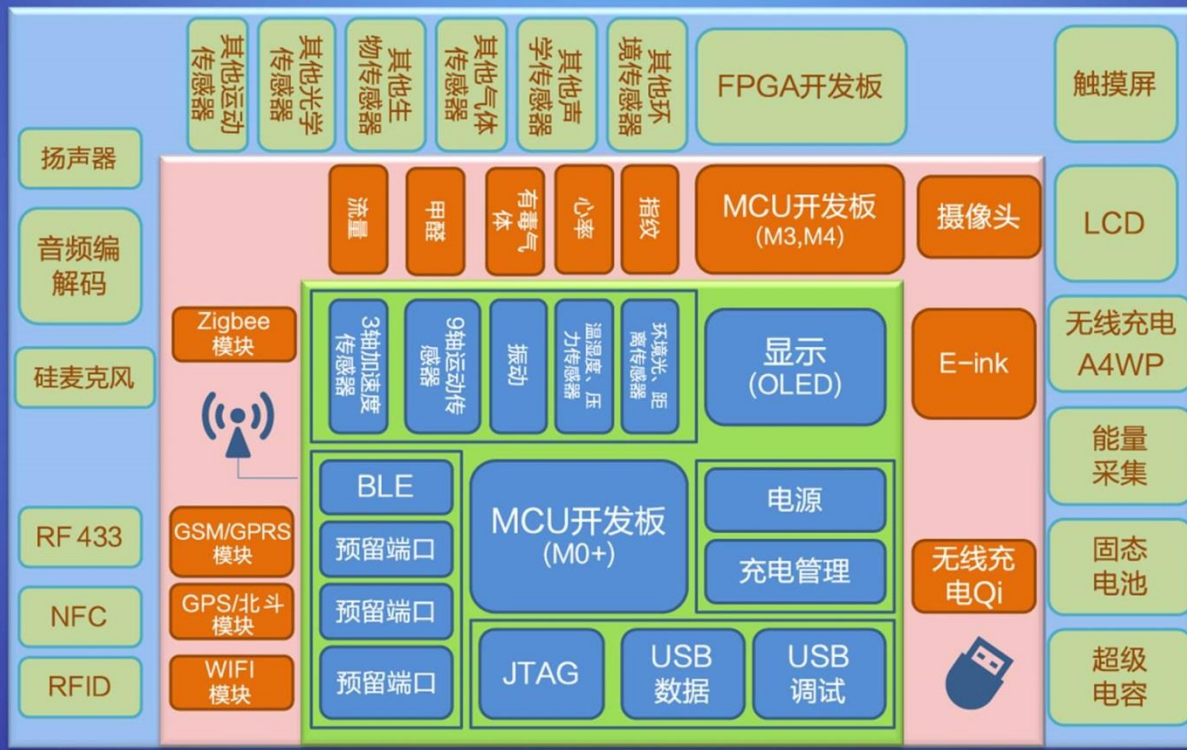 其他运动
传感器
其他光学
传感器
其他生
物传感器
其他气体
传感器
其他声
学传感器
其他环
境传感器
FPGA开发板
触摸屏
扬声器
音频编
解码
硅麦克风
RF 433
NFC
RFID
流量
甲醛
有毒气
体
心率
指纹
MCU开发板
(M3,M4)
摄像头
LCD
Zigbee
模块
GSM/GPRS
模块
GPS/北斗
模块
WIFI
模块
3轴加速度
传感器
9轴运动传
感器
振动
温湿度、压
力传感器
环境光、距
离传感器
显示
(OLED)
E-ink
无线充电
A4WP
BLE
预留端口
预留端口
预留端口
MCU开发板
(M0+)
电源
充电管理
JTAG
USB
数据
USB
调试
无线充
电Qi
能量
采集
固态
电池
超级
电容